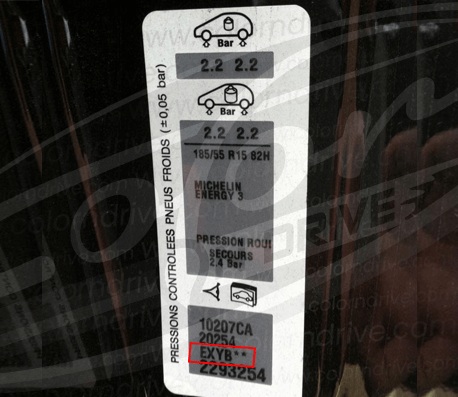 Bar
2.2 2.2
Bar
2.2 2.2
185/55 R15 82H
MICHELIN
ENERGY 3
PRESSION ROUE
SECOURS
2.4 Bar
10207CA
20254
EXYB**
2293254
PRESSIONS CONTROLEES PNEUS FROIDS (±0,05 bar)